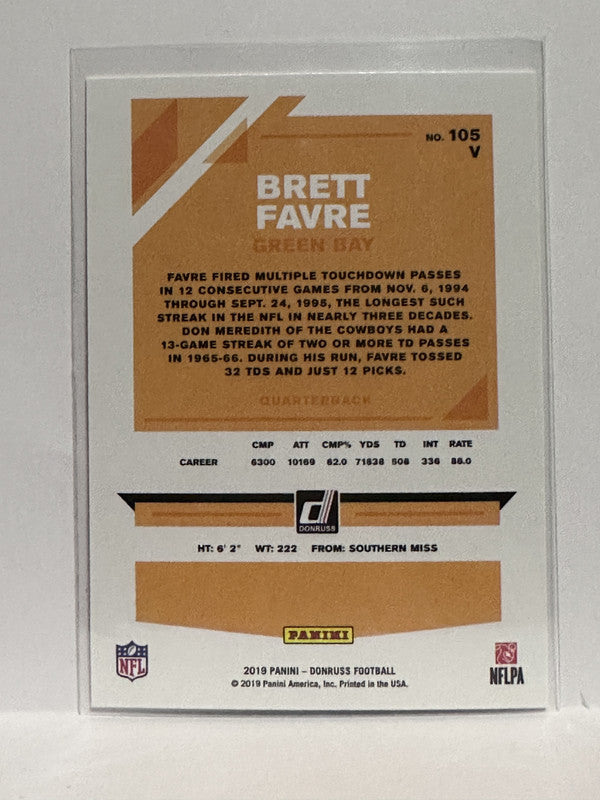 NO. 105
V
BRETT
FAVRE
GREEN BAY
FAVRE FIRED MULTIPLE TOUCHDOWN PASSES
IN 12 CONSECUTIVE GAMES FROM NOV. 6, 1994
THROUGH SEPT. 24, 1995, THE LONGEST SUCH
STREAK IN THE NFL IN NEARLY THREE DECADES.
DON MEREDITH OF THE COWBOYS HAD A
13-GAME STREAK OF TWO OR MORE TD PASSES
IN 1965-66. DURING HIS RUN, FAVRE TOSSED
32 TDS AND JUST 12 PICKS.
QUARTERBACK
CMP ATT CMP% YDS TD INT RATE
CAREER 6300 10169 62.0 71838 508 336 86.0
DONRUSS
HT: 6' 2" WT: 222 FROM: SOUTHERN MISS
PANINI
NFL
2019 PANINI – DONRUSS FOOTBALL
© 2019 Panini America, Inc. Printed in the USA.
NFLPA